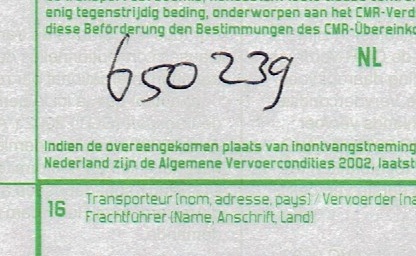 enig tegenstrijdig beding, onderworpen aan het CMR-Verd
diese Beförderung den Bestimmungen des CMR-Übereinko
650 239
NL
Indien de overeengekomen plaats van inontvangstneming
Nederland zijn de Algemene Vervoercondities 2002, laatst
16 Transporteur (nom, adresse, pays) / Vervoerder (na
Frachtführer (Name, Anschrift, Land)